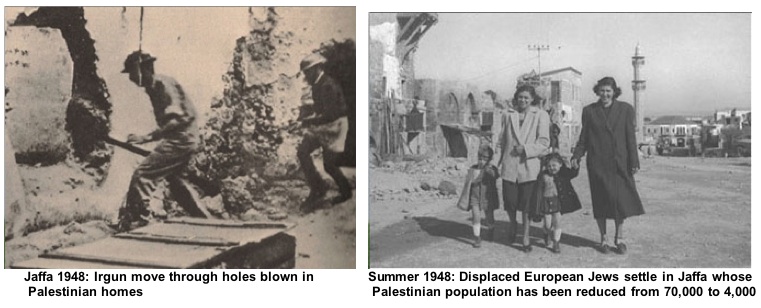 Jaffa 1948: Irgun move through holes blown in
Palestinian homes
Summer 1948: Displaced European Jews settle in Jaffa whose
Palestinian population has been reduced from 70,000 to 4,000